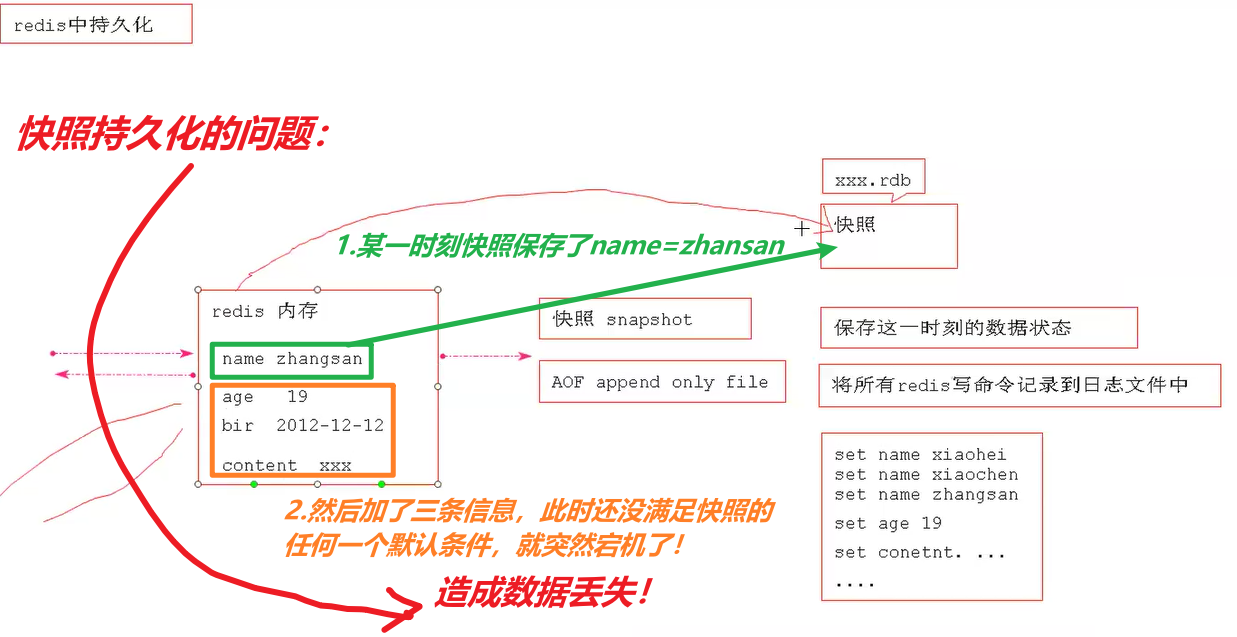 redis中持久化
快照持久化的问题：
xxx.rdb
快照
1.某一时刻快照保存了name=zhansan
redis 内存
name zhangsan
age 19
bir 2012-12-12
content xxx
快照 snapshot
AOF append only file
保存这一时刻的数据状态
将所有redis写命令记录到日志文件中
set name xiaohei
set name xiaochen
set name zhangsan
set age 19
set conetnt. ...
....
2.然后加了三条信息，此时还没满足快照的
任何一个默认条件，就突然宕机了！
造成数据丢失！